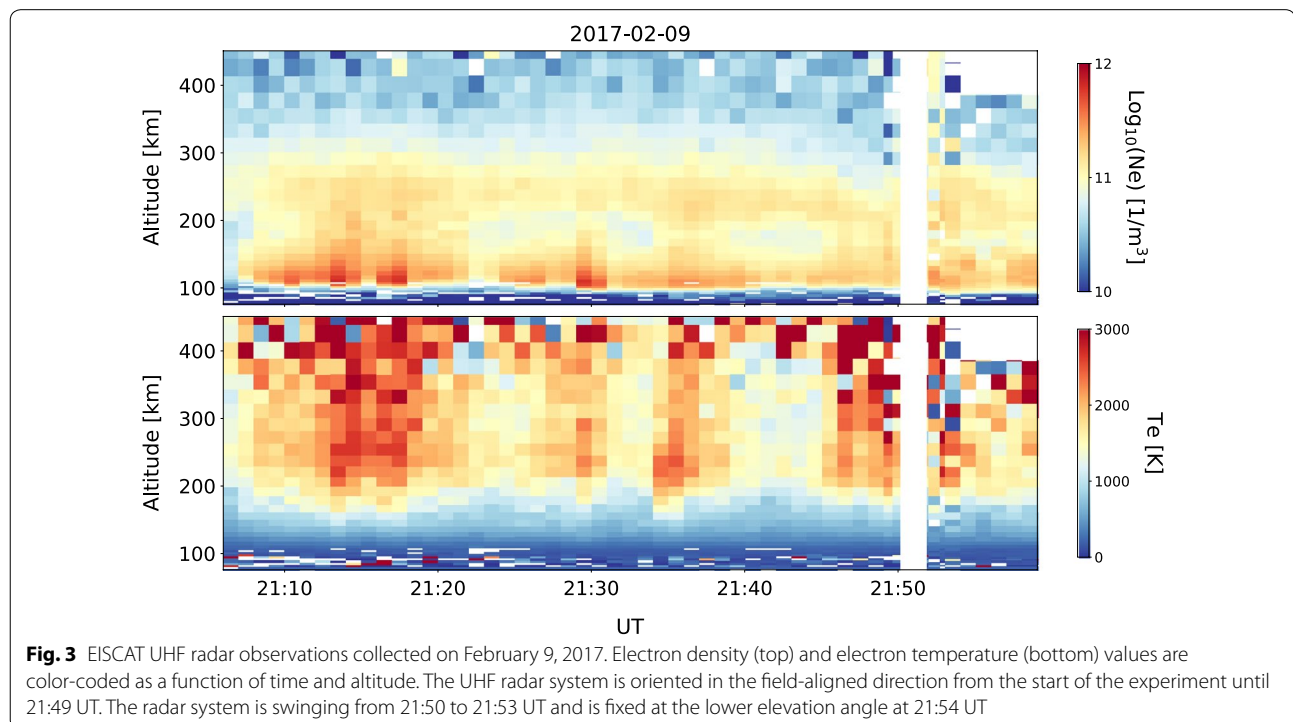 2017-02-09
Altitude [km]
400
300
200
100
12
11
10
Log10(Ne) [1/m3]
Altitude [km]
400
300
200
100
3000
2000
1000
0
Te [K]
21:10 21:20 21:30 21:40 21:50
UT
Fig. 3 EISCAT UHF radar observations collected on February 9, 2017. Electron density (top) and electron temperature (bottom) values are
color-coded as a function of time and altitude. The UHF radar system is oriented in the field-aligned direction from the start of the experiment until
21:49 UT. The radar system is swinging from 21:50 to 21:53 UT and is fixed at the lower elevation angle at 21:54 UT